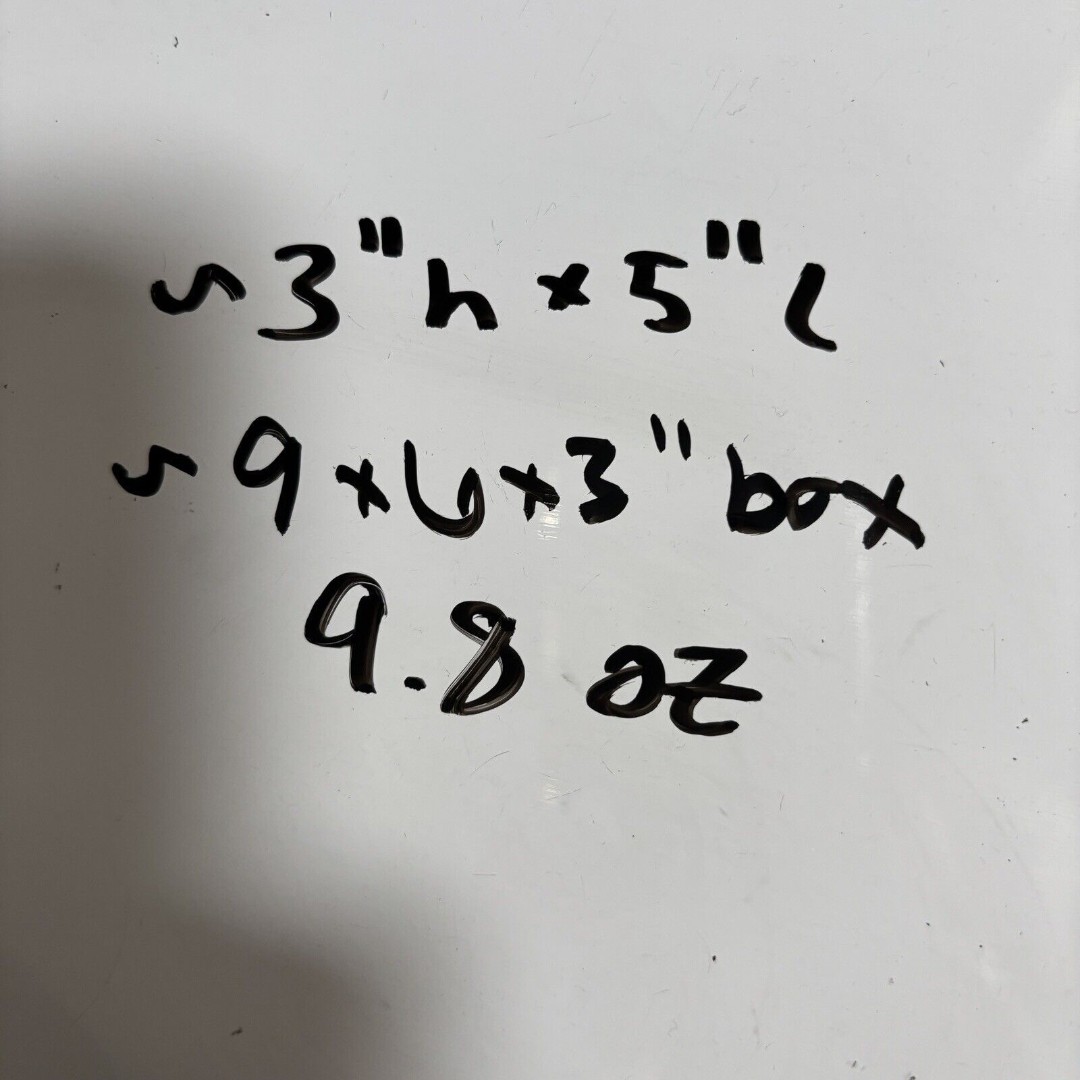 ~3"h x 5"l
~9x6x3" box
9.8 oz